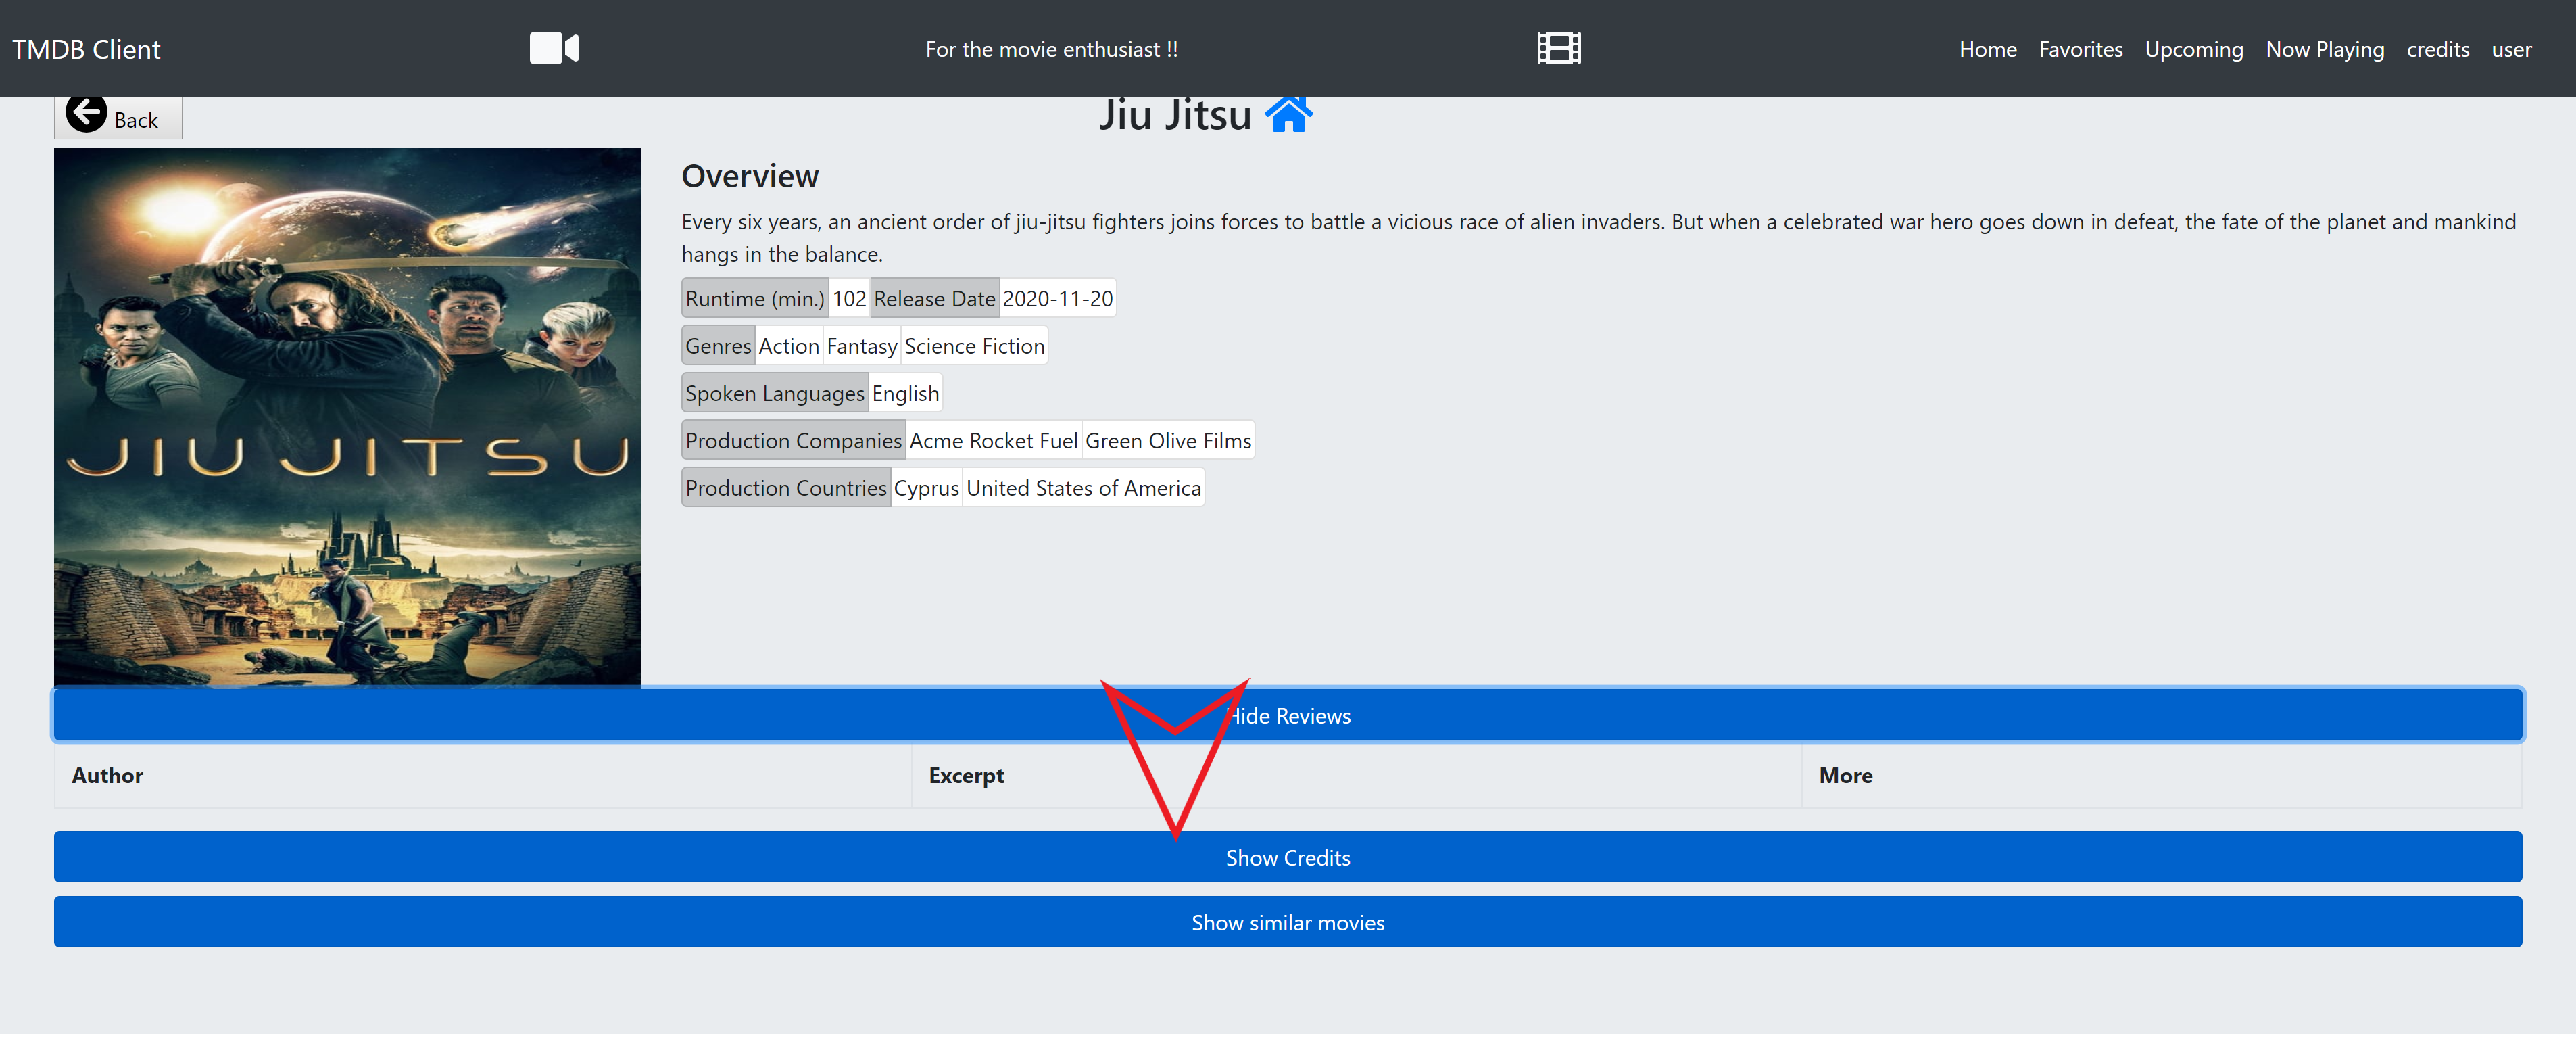 TMDB Client
For the movie enthusiast !!
Home Favorites Upcoming Now Playing credits user
Back
Jiu Jitsu
JIU JITSU
Overview
Every six years, an ancient order of jiu-jitsu fighters joins forces to battle a vicious race of alien invaders. But when a celebrated war hero goes down in defeat, the fate of the planet and mankind
hangs in the balance.
Runtime (min.) 102 Release Date 2020-11-20
Genres Action Fantasy Science Fiction
Spoken Languages English
Production Companies Acme Rocket Fuel Green Olive Films
Production Countries Cyprus United States of America
Hide Reviews
Author Excerpt More
Show Credits
Show similar movies